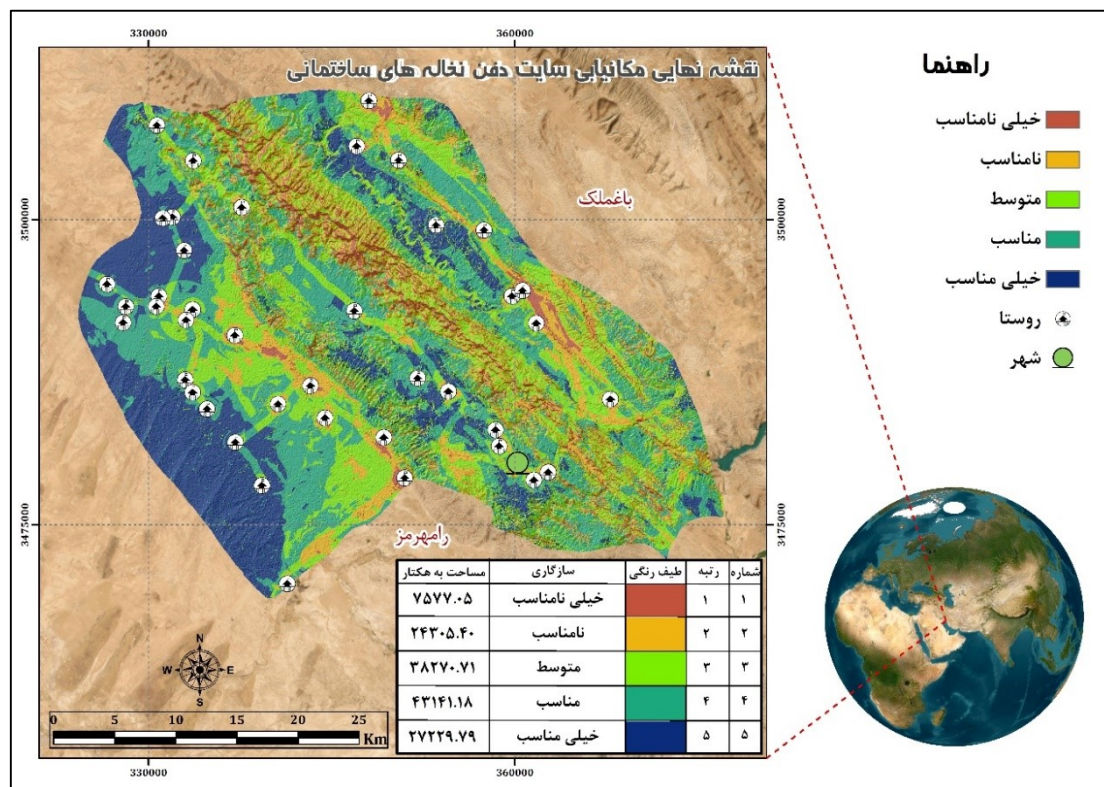 330000 360000
نقشه نهایی مکانیابی سایت دفن نخاله های ساختمانی
راهنما
خیلی نامناسب
نامناسب
متوسط
مناسب
خیلی مناسب
روستا
شهر
باغملک
3500000 3500000
3475000 3475000
رامهرمز
شماره رتبه طیف رنگی سازگاری مساحت به هکتار
۱ ۱ خیلی نامناسب ۷۵۷۷.۰۵
۲ ۲ نامناسب ۲۴۳۰۵.۴۰
۳ ۳ متوسط ۳۸۲۷۰.۷۱
۴ ۴ مناسب ۴۳۱۴۱.۱۸
۵ ۵ خیلی مناسب ۲۷۲۲۹.۷۹
N
W E
S
0 5 10 15 20 25
Km
330000 360000